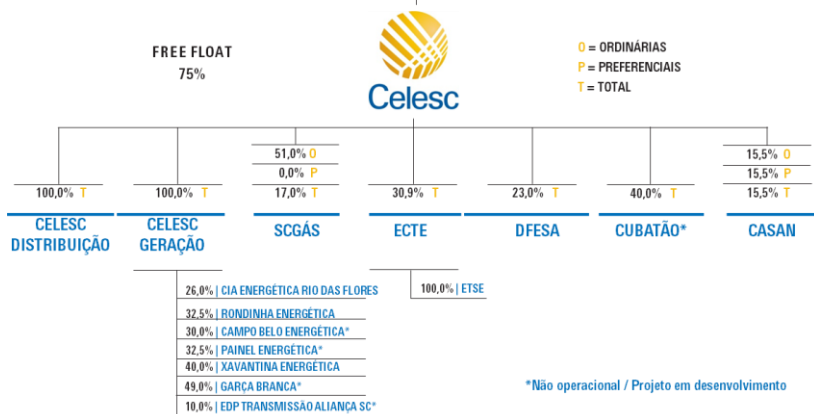 FREE FLOAT
75%
Celesc
O = ORDINÁRIAS
P = PREFERENCIAIS
T = TOTAL
100,0% T
CELESC
DISTRIBUIÇÃO
100,0% T
CELESC
GERAÇÃO
51,0% O
0,0% P
17,0% T
SCGÁS
30,9% T
ECTE
23,0% T
DFESA
40,0% T
CUBATÃO*
15,5% O
15,5% P
15,5% T
CASAN
26,0% | CIA ENERGÉTICA RIO DAS FLORES
32,5% | RONDINHA ENERGÉTICA
30,0% | CAMPO BELO ENERGÉTICA*
32,5% | PAINEL ENERGÉTICA*
40,0% | XAVANTINA ENERGÉTICA
49,0% | GARÇA BRANCA*
10,0% | EDP TRANSMISSÃO ALIANÇA SC*
100,0% | ETSE
*Não operacional / Projeto em desenvolvimento